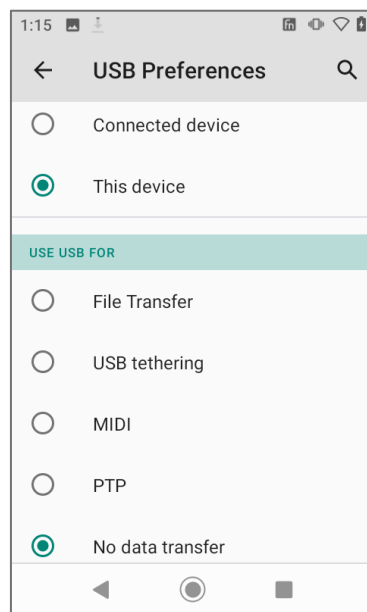 1:15
USB Preferences
Connected device
This device
USE USB FOR
File Transfer
USB tethering
MIDI
PTP
No data transfer